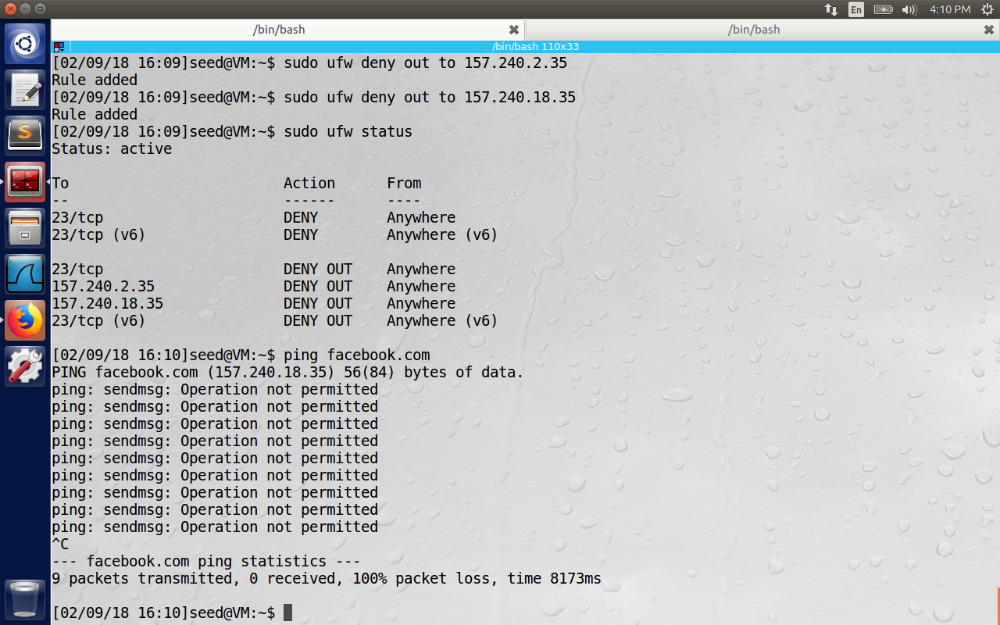 En 4:10 PM
/bin/bash /bin/bash
/bin/bash 110x33
[02/09/18 16:09]seed@VM:~$ sudo ufw deny out to 157.240.2.35
Rule added
[02/09/18 16:09]seed@VM:~$ sudo ufw deny out to 157.240.18.35
Rule added
[02/09/18 16:09]seed@VM:~$ sudo ufw status
Status: active

To                         Action      From
--                         ------      ----
23/tcp                     DENY        Anywhere
23/tcp (v6)                DENY        Anywhere (v6)

23/tcp                     DENY OUT    Anywhere
157.240.2.35               DENY OUT    Anywhere
157.240.18.35              DENY OUT    Anywhere
23/tcp (v6)                DENY OUT    Anywhere (v6)

[02/09/18 16:10]seed@VM:~$ ping facebook.com
PING facebook.com (157.240.18.35) 56(84) bytes of data.
ping: sendmsg: Operation not permitted
ping: sendmsg: Operation not permitted
ping: sendmsg: Operation not permitted
ping: sendmsg: Operation not permitted
ping: sendmsg: Operation not permitted
ping: sendmsg: Operation not permitted
ping: sendmsg: Operation not permitted
ping: sendmsg: Operation not permitted
ping: sendmsg: Operation not permitted
^C
--- facebook.com ping statistics ---
9 packets transmitted, 0 received, 100% packet loss, time 8173ms

[02/09/18 16:10]seed@VM:~$